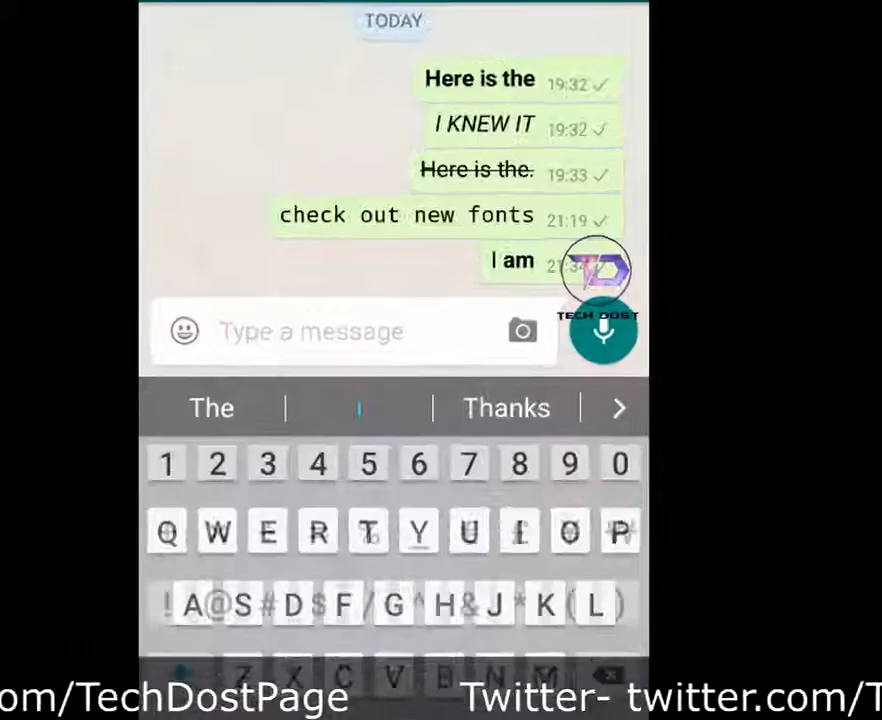 TODAY
Here is the 19:32
I KNEW IT 19:32
Here is the. 19:33
check out new fonts 21:19
I am
TECH DOST
Type a message
The I Thanks
1 2 3 4 5 6 7 8 9 0
Q W E R T Y U I O P
! A @ S # D $ F / G ^ H & J * K ( L )
Z X C V B N M
om/TechDostPage Twitter- twitter.com/T